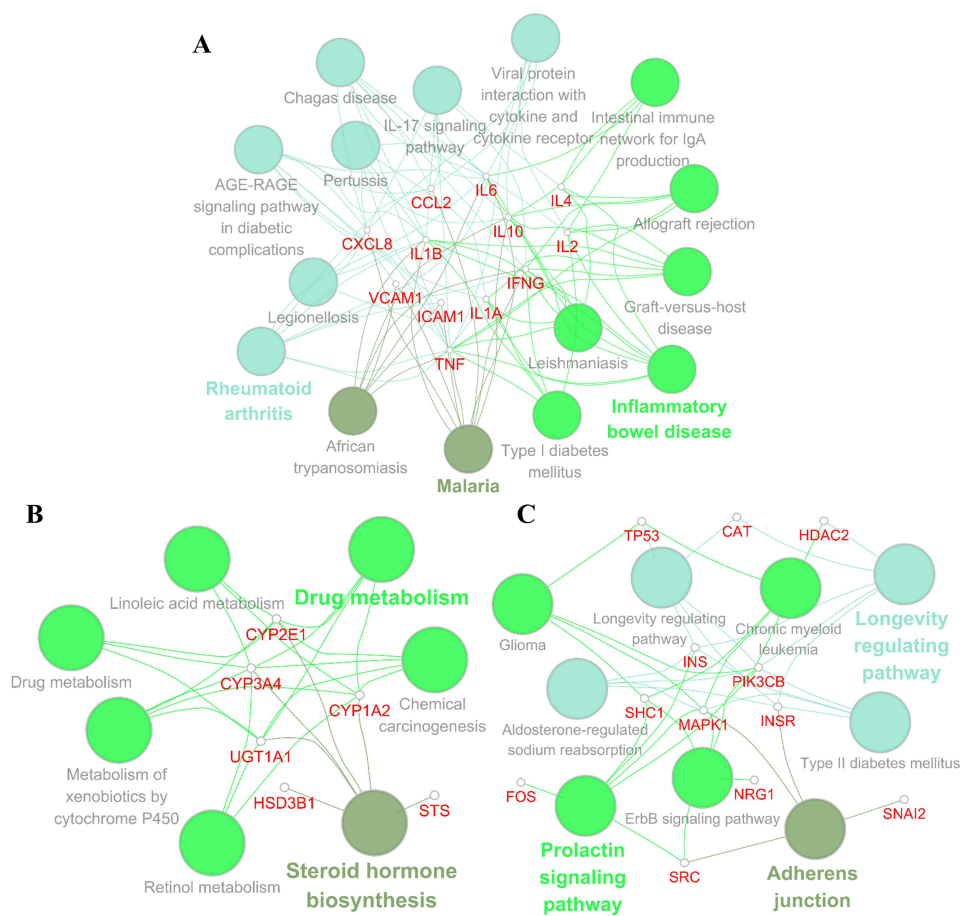 A
Chagas disease
IL-17 signaling
pathway
Viral protein
interaction with
cytokine and
cytokine receptor
Intestinal immune
network for IgA
production
AGE-RAGE
signaling pathway
in diabetic
complications
Pertussis
CCL2
IL6
IL4
Allograft rejection
CXCL8
IL1B
IL10
IL2
Legionellosis
VCAM1
ICAM1
IL1A
IFNG
Graft-versus-host
disease
Rheumatoid
arthritis
TNF
Leishmaniasis
Inflammatory
bowel disease
African
trypanosomiasis
Malaria
Type I diabetes
mellitus
B
Linoleic acid metabolism
Drug metabolism
CYP2E1
Drug metabolism
CYP3A4
CYP1A2
Chemical
carcinogenesis
Metabolism of
xenobiotics by
cytochrome P450
UGT1A1
HSD3B1
STS
Retinol metabolism
Steroid hormone
biosynthesis
C
TP53
CAT
HDAC2
Glioma
Longevity regulating
pathway
Chronic myeloid
leukemia
Longevity
regulating
pathway
INS
PIK3CB
Aldosterone-regulated
sodium reabsorption
SHC1
MAPK1
INSR
Type II diabetes mellitus
FOS
NRG1
ErbB signaling pathway
SNAI2
Prolactin
signaling
pathway
SRC
Adherens
junction